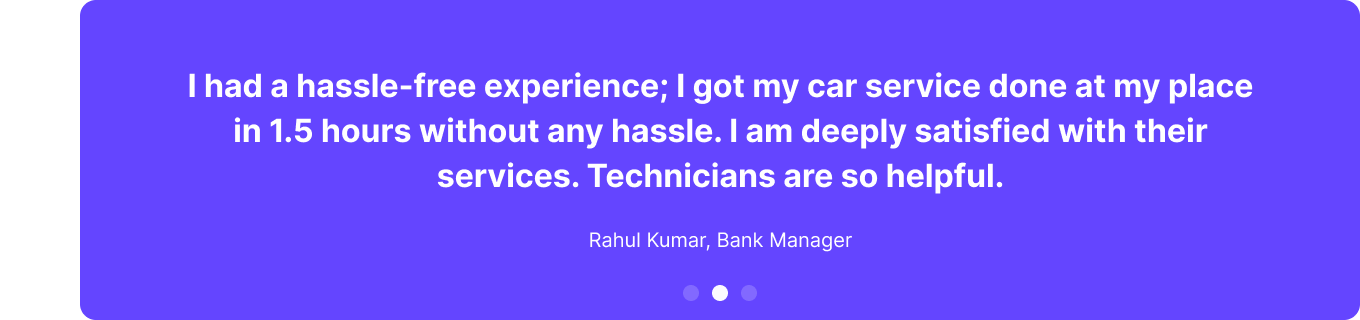 I had a hassle-free experience; I got my car service done at my place
in 1.5 hours without any hassle. I am deeply satisfied with their
services. Technicians are so helpful.
Rahul Kumar, Bank Manager